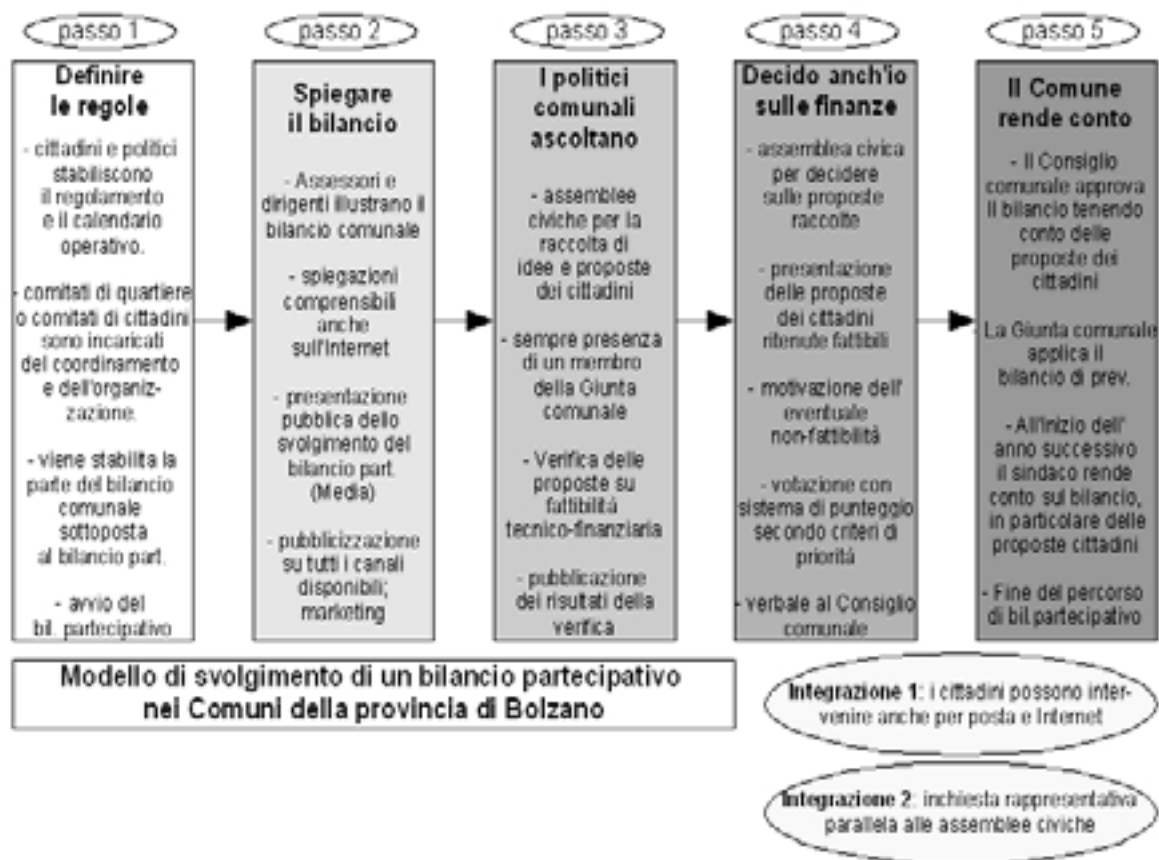 passo 1
Definire
le regole
- cittadini e politici
stabiliscono
il regolamento
e il calendario
operativo.
- comitati di quartiere
o comitati di cittadini
sono incaricati
del coordinamento
e dell'organiz-
zazione.
- viene stabilita la
parte del bilancio
comunale
sottoposta
al bilancio part.
- avvio del
bil. partecipativo
passo 2
Spiegare
il bilancio
- Assessori e
dirigenti illustrano il
bilancio comunale
- spiegazioni
comprensibili
anche
sull'Internet
- presentazione
pubblica dello
svolgimento del
bilancio part.
(Media)
- pubblicizzazione
su tutti i canali
disponibili;
marketing
passo 3
I politici
comunali
ascoltano
- assemblee
civiche per la
raccolta di
idee e proposte
dei cittadini
- sempre presenza
di un membro
della Giunta
comunale
- Verifica delle
proposte su
fattibilità
tecnico-finanziaria
- pubblicazione
dei risultati della
verifica
passo 4
Decido anch'io
sulle finanze
- assemblea civica
per decidere
sulle proposte
raccolte
- presentazione
delle proposte
dei cittadini
ritenute fattibili
- motivazione dell'
eventuale
non-fattibilità
- votazione con
sistema di punteggio
secondo criteri di
priorità
- verbale al Consiglio
comunale
passo 5
Il Comune
rende conto
- Il Consiglio
comunale approva
il bilancio tenendo
conto delle
proposte dei
cittadini
La Giunta comunale
applica il
bilancio di prev.
- All'inizio dell'
anno successivo
il sindaco rende
conto sul bilancio,
in particolare delle
proposte cittadini
- Fine del percorso
di bil.partecipativo
Modello di svolgimento di un bilancio partecipativo
nei Comuni della provincia di Bolzano
Integrazione 1: i cittadini possono inter-
venire anche per posta e Internet
Integrazione 2: inchiesta rappresentativa
parallela alle assemblee civiche